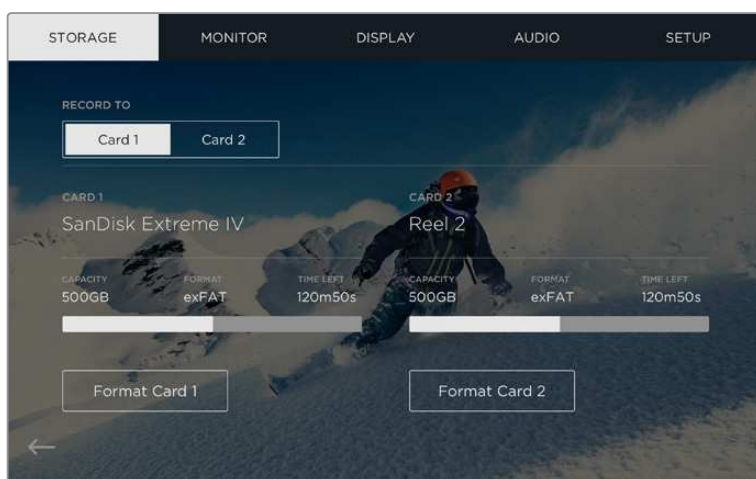 STORAGE MONITOR DISPLAY AUDIO SETUP
RECORD TO
Card 1 Card 2
CARD 1 CARD 2
SanDisk Extreme IV Reel 2
CAPACITY FORMAT TIME LEFT CAPACITY FORMAT TIME LEFT
500GB exFAT 120m50s 500GB exFAT 120m50s
Format Card 1 Format Card 2